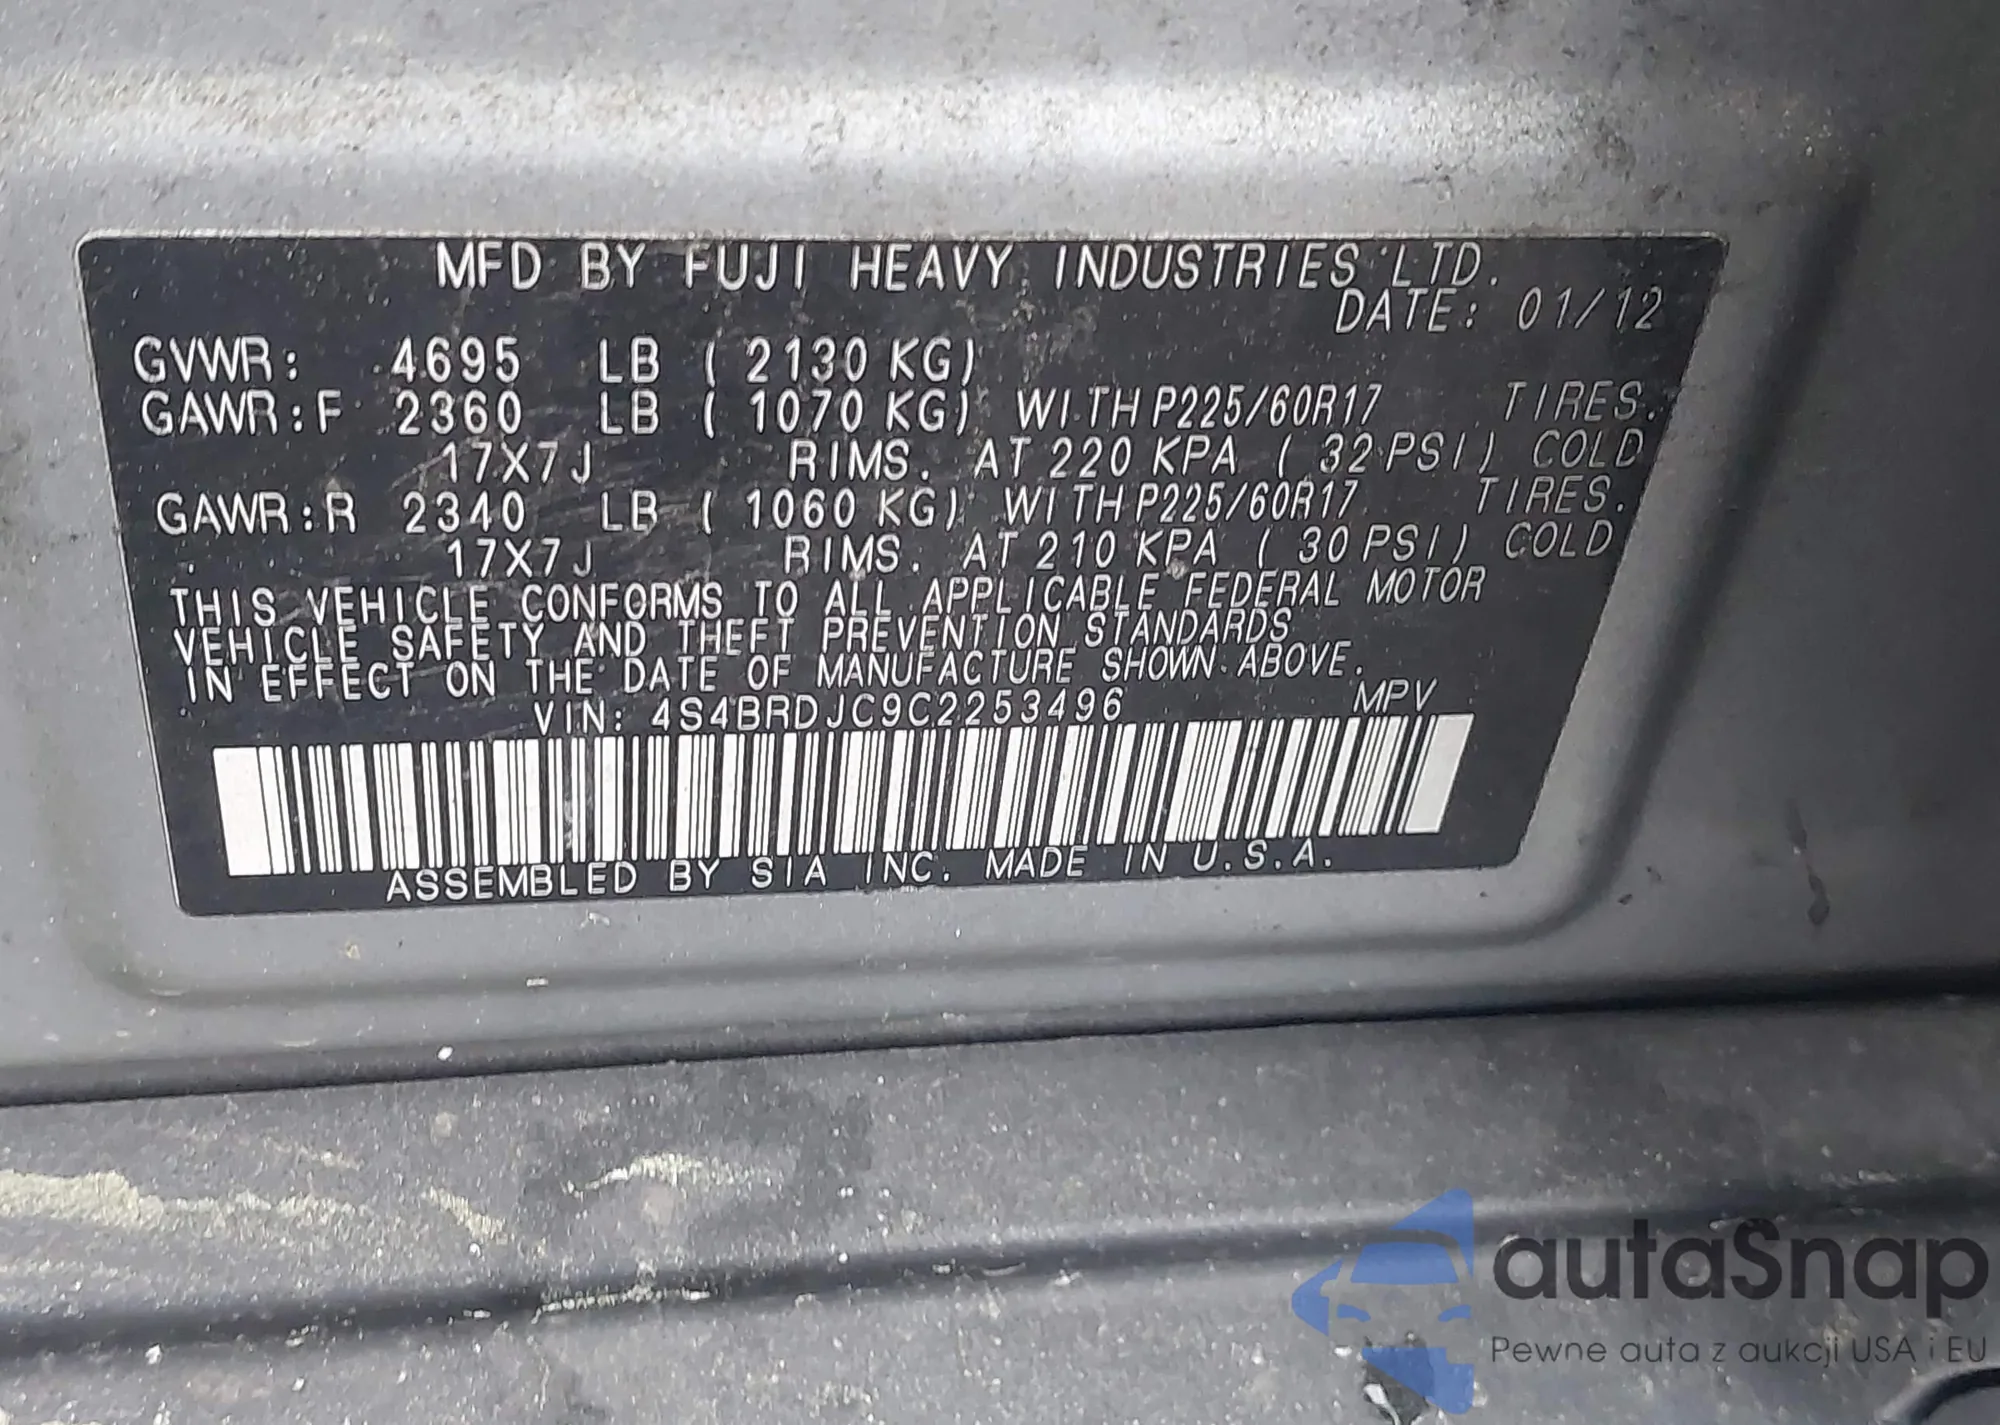 MFD BY FUJI HEAVY INDUSTRIES LTD.
DATE: 01/12
GVWR: 4695 LB ( 2130 KG)
GAWR:F 2360 LB ( 1070 KG) WITH P225/60R17 TIRES.
17X7J RIMS. AT 220 KPA ( 32 PSI) COLD
GAWR:R 2340 LB ( 1060 KG) WITH P225/60R17 TIRES.
17X7J RIMS. AT 210 KPA ( 30 PSI) COLD
THIS VEHICLE CONFORMS TO ALL APPLICABLE FEDERAL MOTOR
VEHICLE SAFETY AND THEFT PREVENTION STANDARDS
IN EFFECT ON THE DATE OF MANUFACTURE SHOWN ABOVE.
VIN: 4S4BRDJC9C2253496 MPV
ASSEMBLED BY SIA INC. MADE IN U.S.A.
autaSnap
Pewne auta z aukcji USA i EU